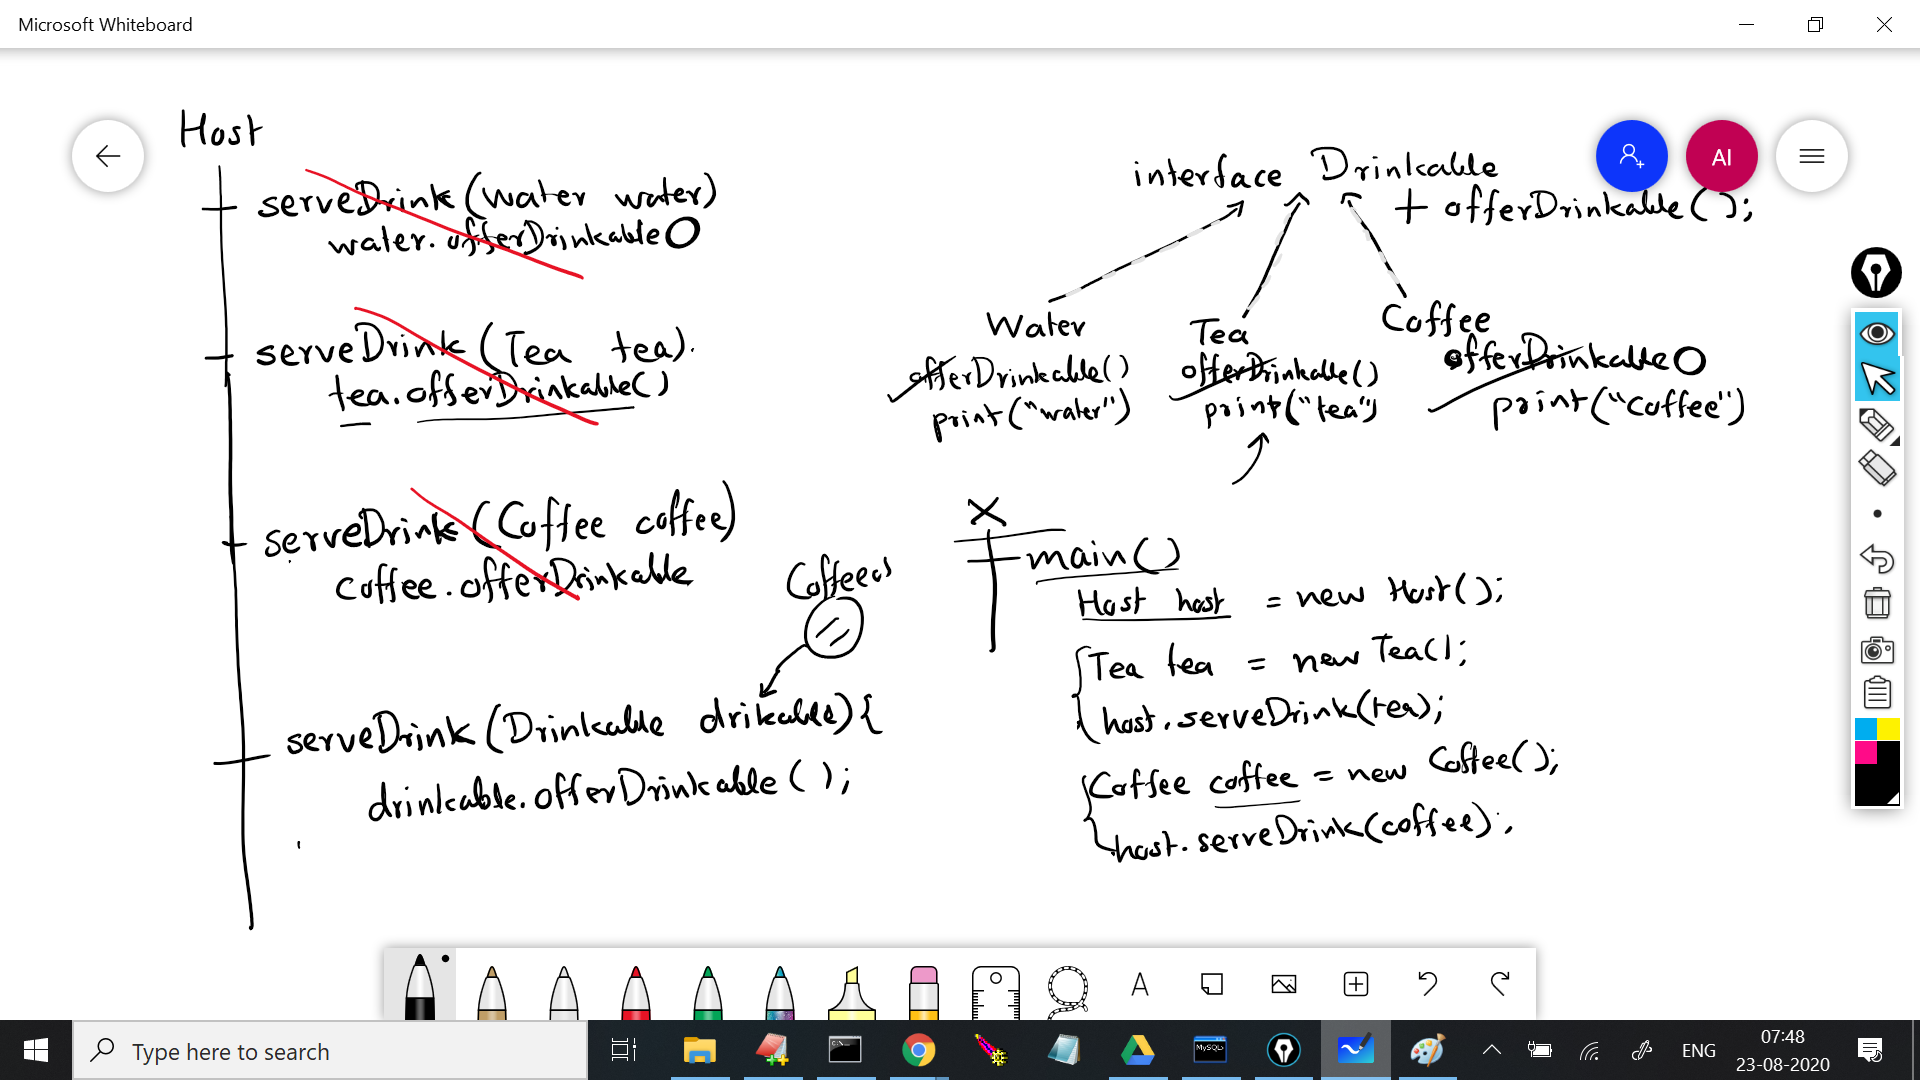 Microsoft Whiteboard
Host
serveDrink(Water water)
water.offerDrinkable()
serveDrink(Tea tea).
tea.offerDrinkable()
serveDrink(Coffee coffee)
coffee.offerDrinkable
serveDrink(Drinkable drikable){
drinkable.offerDrinkable();
interface Drinkable
+ offerDrinkable();
AI
Water
offerDrinkable()
print("water")
Tea
offerDrinkable()
print("tea")
Coffee
offerDrinkable()
print("Coffee")
X
main()
Host host = new Host();
Tea tea = new Tea();
host.serveDrink(tea);
Coffee coffee = new Coffee();
host.serveDrink(coffee);
A
Type here to search
C:\
MySQL
ENG
07:48
23-08-2020